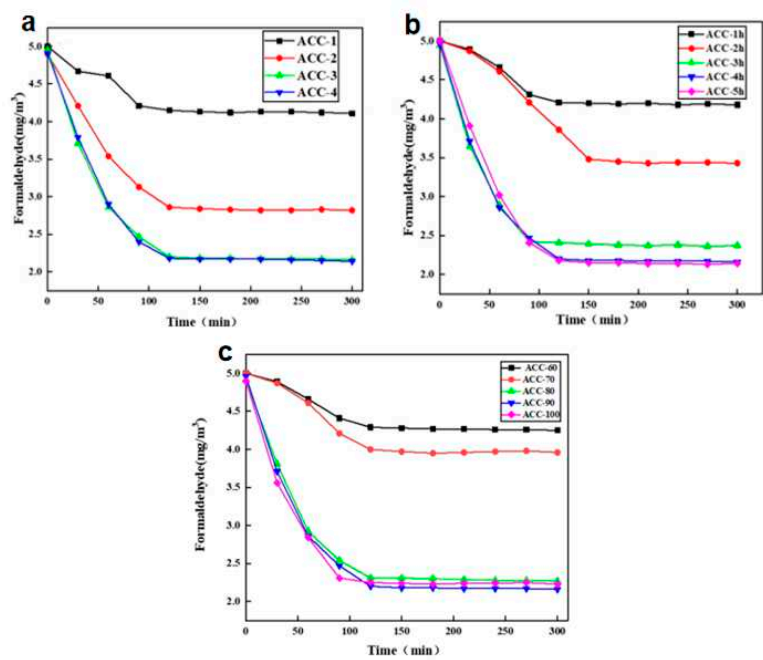 a
ACC-1
ACC-2
ACC-3
ACC-4
5.0
4.5
4.0
3.5
3.0
2.5
2.0
Formaldehyde(mg/m³)
0 50 100 150 200 250 300
Time（min）
b
ACC-1h
ACC-2h
ACC-3h
ACC-4h
ACC-5h
5.0
4.5
4.0
3.5
3.0
2.5
2.0
Formaldehyde(mg/m³)
0 50 100 150 200 250 300
Time（min）
c
ACC-60
ACC-70
ACC-80
ACC-90
ACC-100
5.0
4.5
4.0
3.5
3.0
2.5
2.0
Formaldehyde(mg/m³)
0 50 100 150 200 250 300
Time（min）